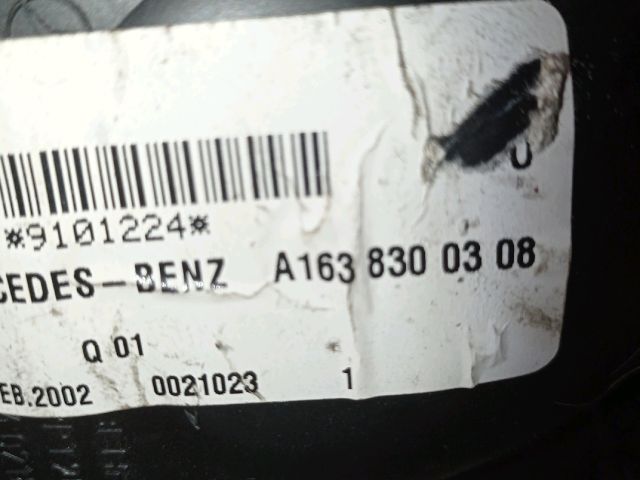 U
*9101224*
CEDES-BENZ A163 830 03 08
Q 01
EB.2002 0021023 1